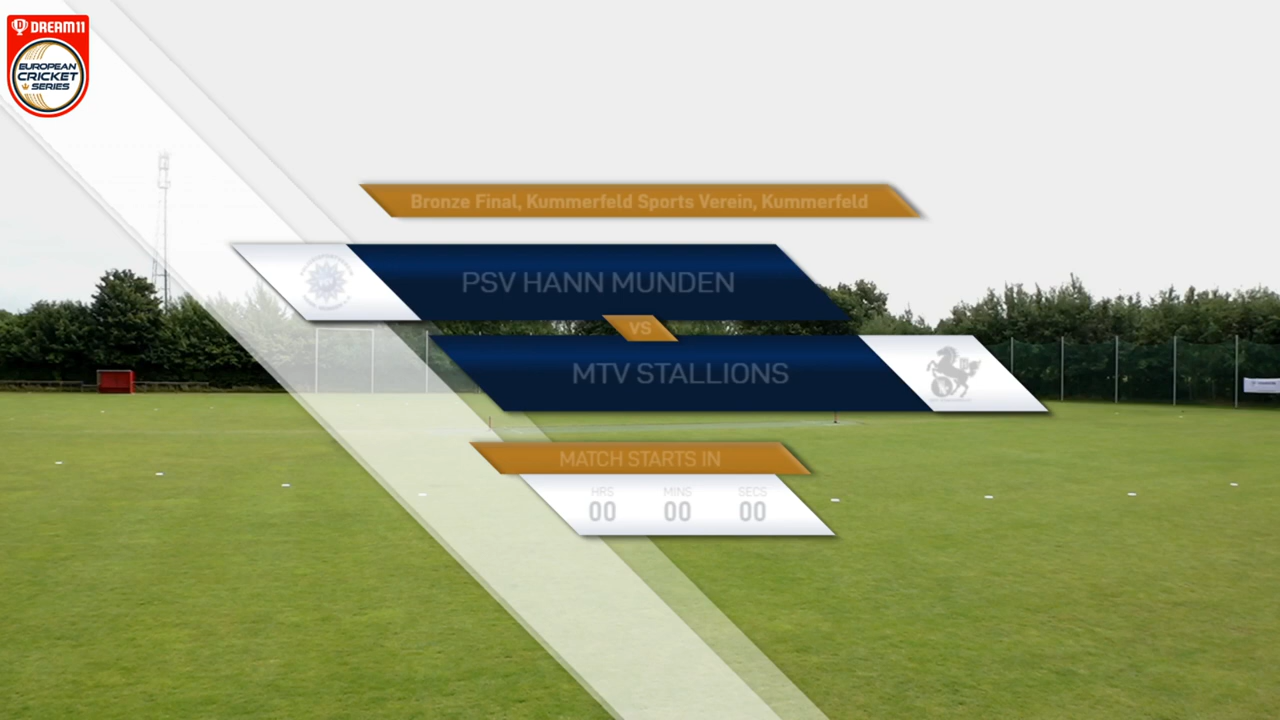 DREAM11
EUROPEAN
CRICKET
SERIES
Bronze Final, Kummerfeld Sports Verein, Kummerfeld
PSV HANN MUNDEN
VS
MTV STALLIONS
MATCH STARTS IN
HRS MINS SECS
00 00 00